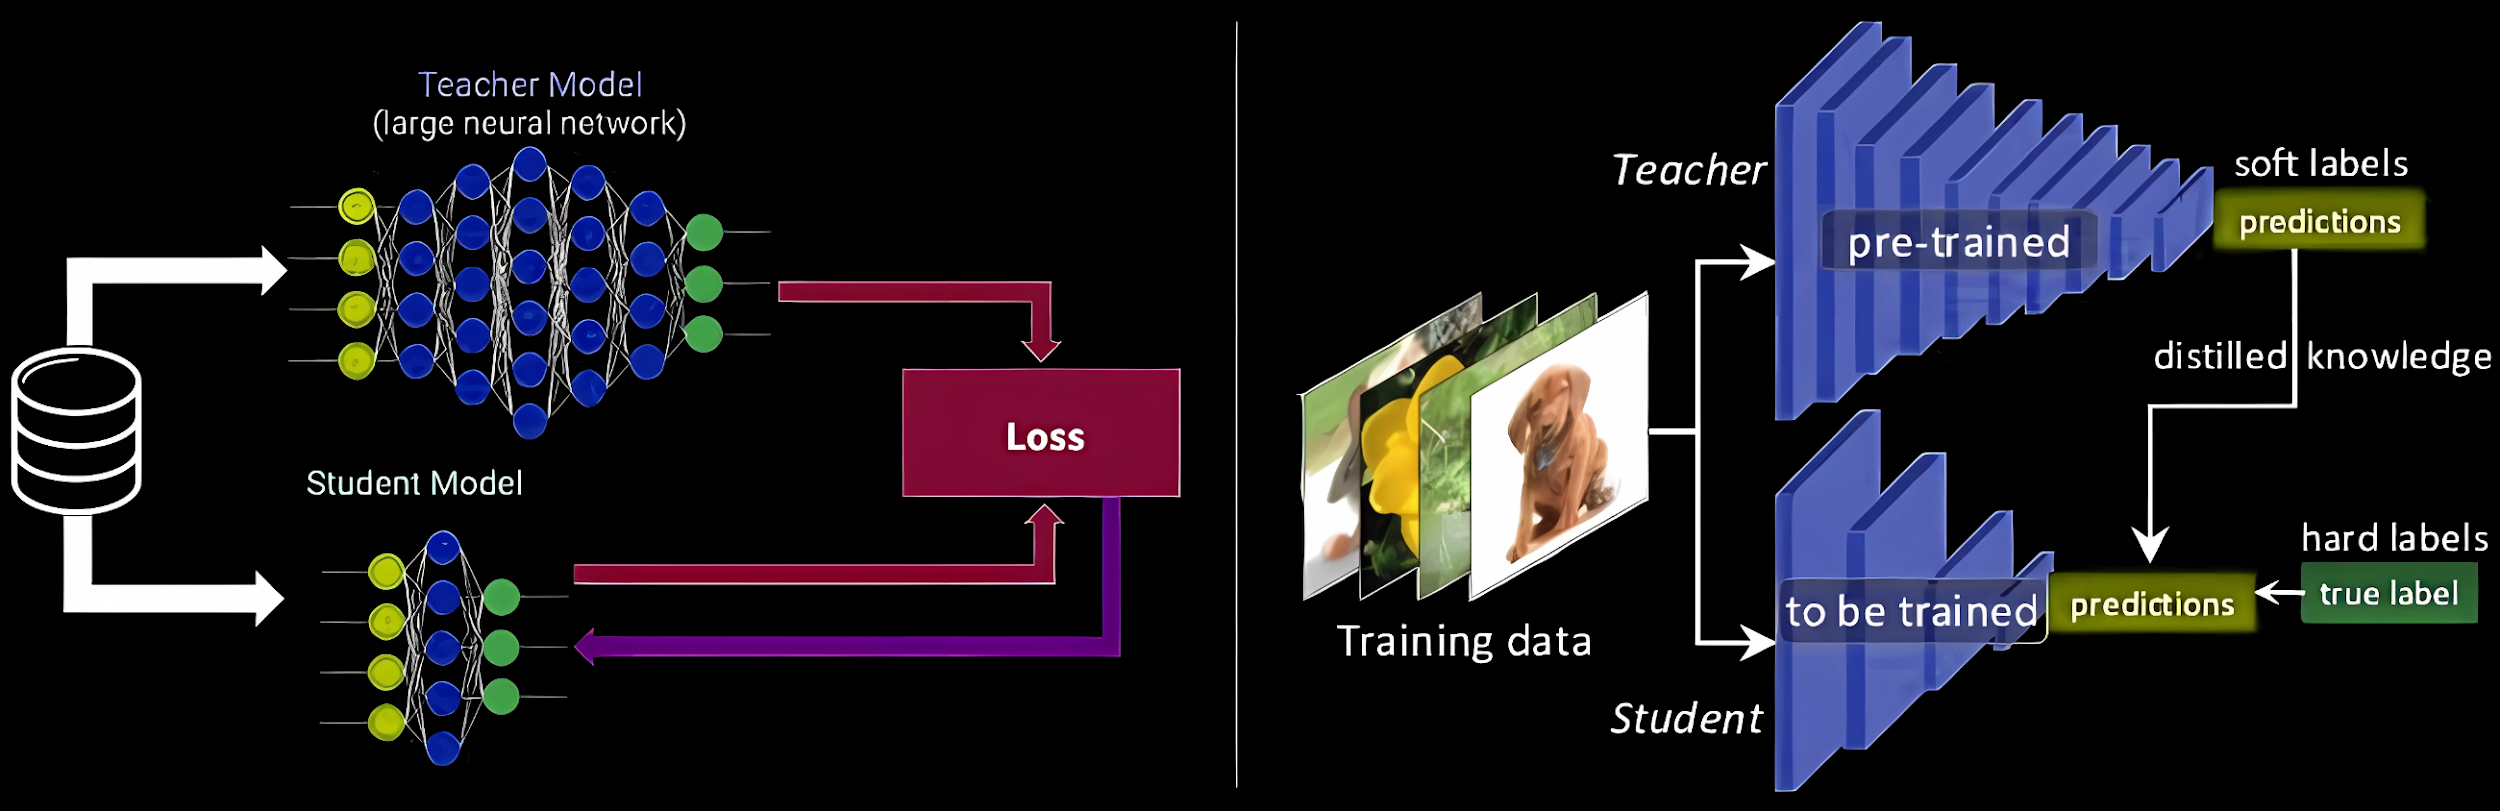 Teacher Model
(large neural network)
Loss
Student Model
Teacher
pre-trained
soft labels
predictions
distilled knowledge
Training data
to be trained
predictions
hard labels
true label
Student